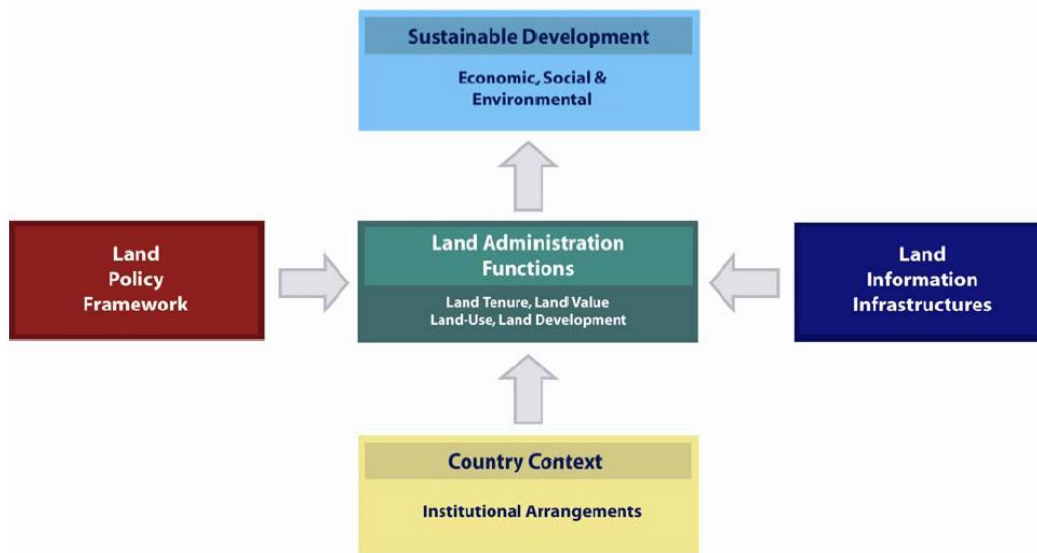 Sustainable Development
Economic, Social &
Environmental
Land
Policy
Framework
Land Administration
Functions
Land Tenure, Land Value
Land-Use, Land Development
Land
Information
Infrastructures
Country Context
Institutional Arrangements